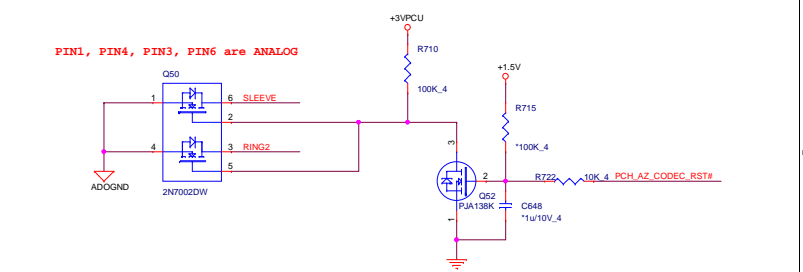 +3VPCU
PIN1, PIN4, PIN3, PIN6 are ANALOG
R710
100K_4
Q50
1
6
SLEEVE
2
4
3
RING2
5
ADOGND
2N7002DW
+1.5V
R715
*100K_4
3
2
R722
10K_4
PCH_AZ_CODEC_RST#
Q52
PJA138K
1
C648
*1u/10V_4